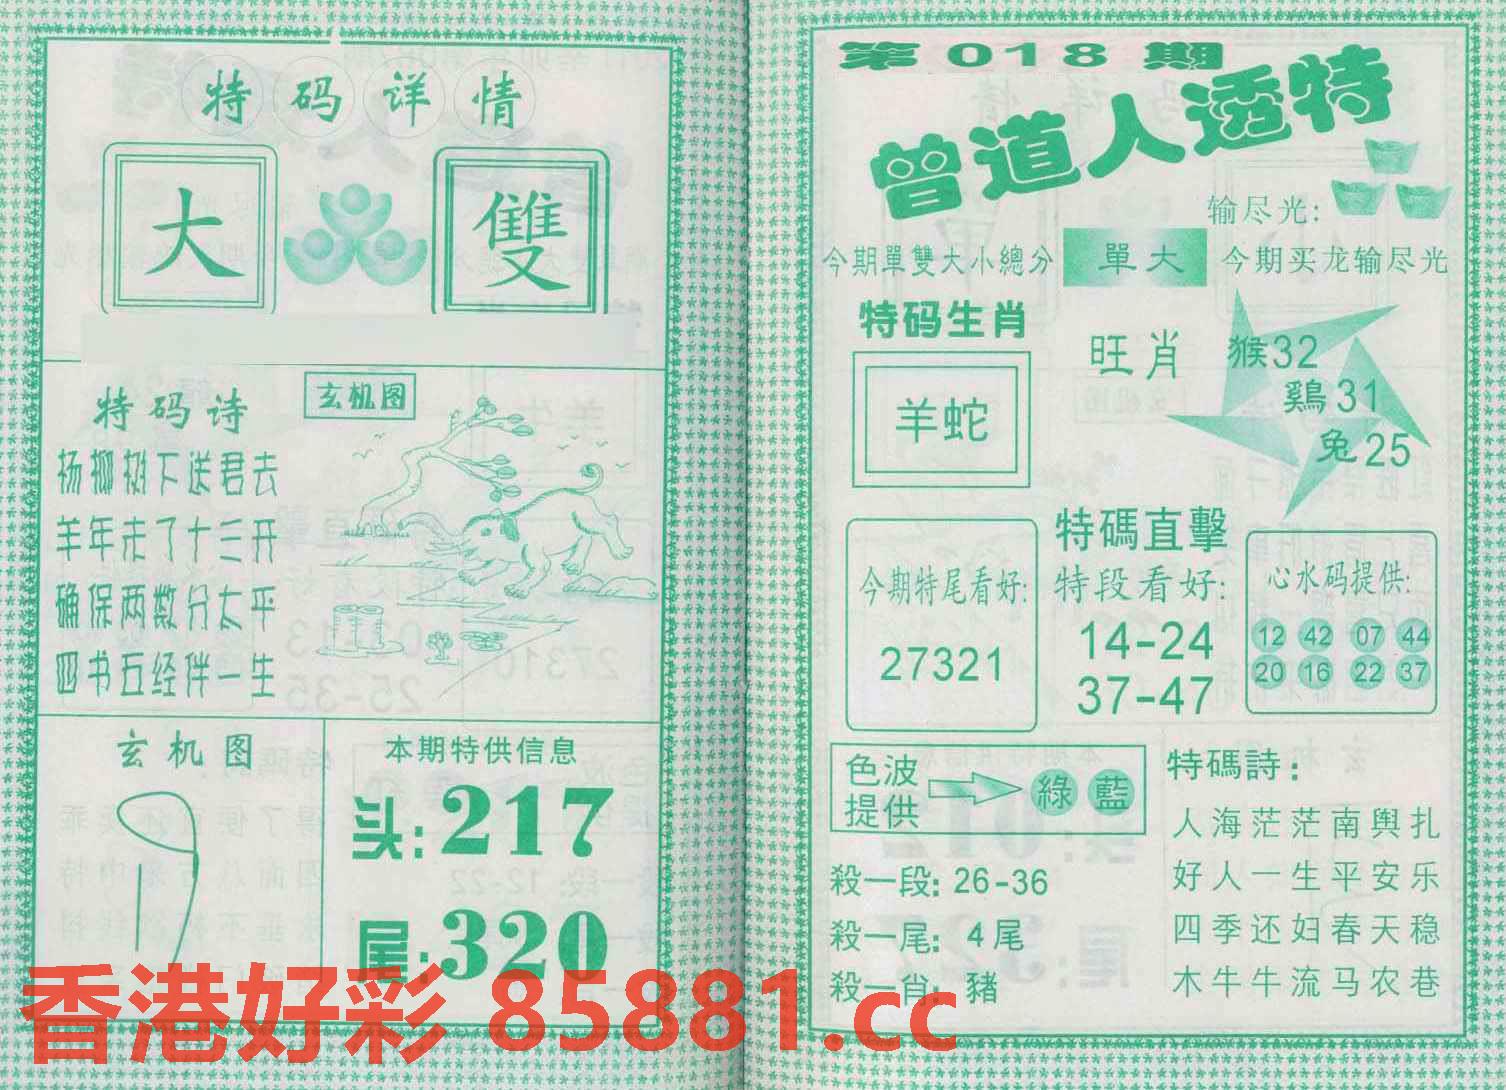 特码详情
大
雙
特码诗
玄机图
杨柳树下送君去
羊年未了十三开
确保两数分太平
四书五经伴一生
玄机图
本期特供信息
头:217
尾:320
第018期
曾道人透特
输尽光:
今期單雙大小總分
單大
今期买龙输尽光
特码生肖
羊蛇
旺肖
猴32
鷄31
兔25
今期特尾看好:
27321
特碼直擊
特段看好:
14-24
37-47
心水码提供:
12 42 07 44
20 16 22 37
色波
提供
綠 藍
殺一段: 26-36
殺一尾: 4尾
殺一肖: 豬
特碼詩:
人海茫茫南舆扎
好人一生平安乐
四季还妇春天稳
木牛牛流马农巷
香港好彩 85881.cc